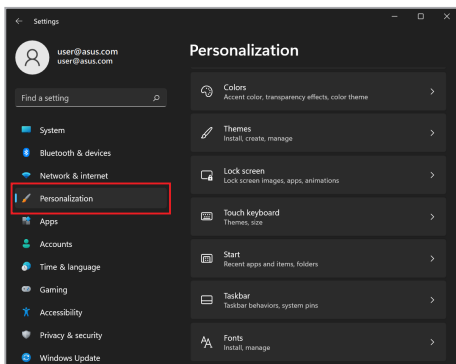 Settings
user@asus.com
user@asus.com
Find a setting
System
Bluetooth & devices
Network & internet
Personalization
Apps
Accounts
Time & language
Gaming
Accessibility
Privacy & security
Windows Update
Personalization
Colors
Accent color, transparency effects, color theme
Themes
Install, create, manage
Lock screen
Lock screen images, apps, animations
Touch keyboard
Themes, size
Start
Recent apps and items, folders
Taskbar
Taskbar behaviors, system pins
Fonts
Install, manage